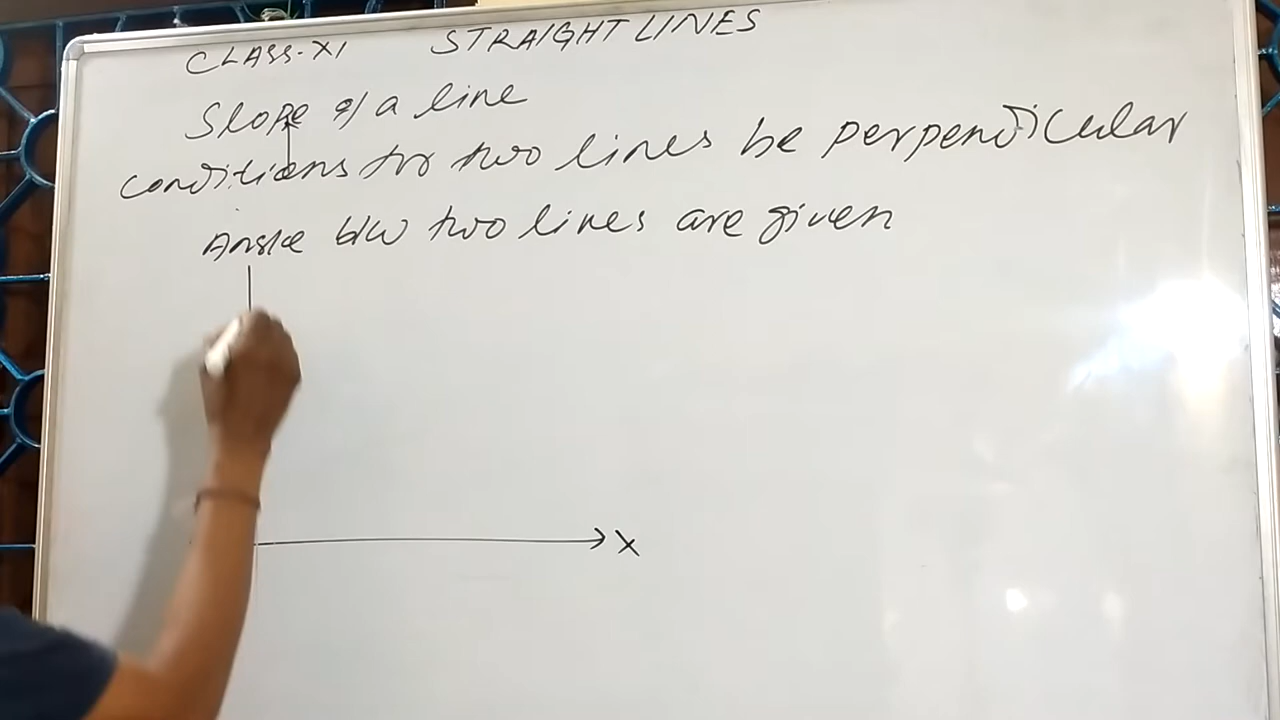 CLASS-XI STRAIGHT LINES
Slope of a line
conditions for two lines be perpendicular
Angle b/w two lines are given
X